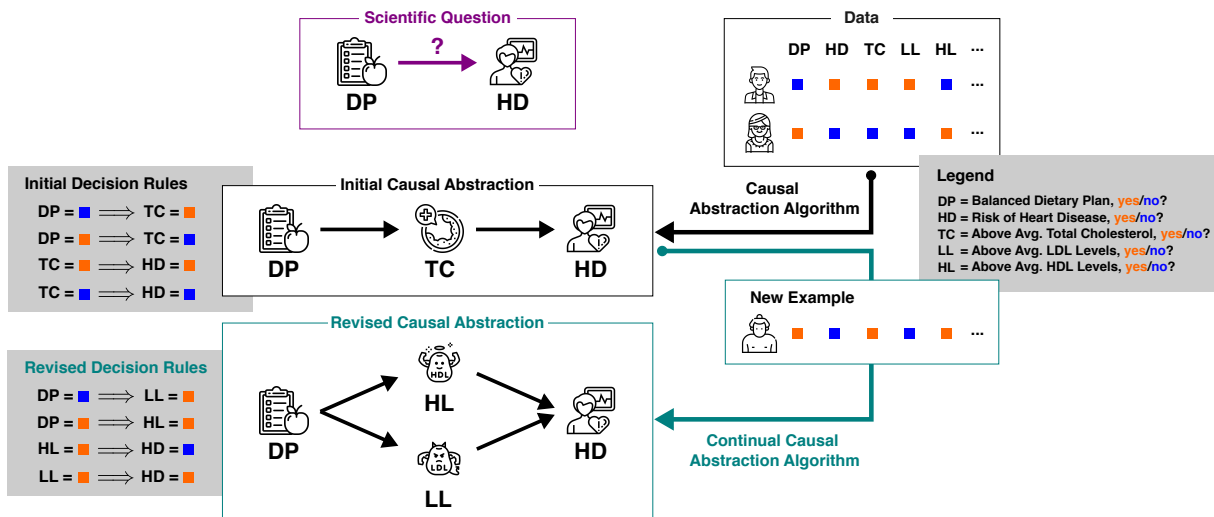 Scientific Question
?
DP
HD
Data
DP HD TC LL HL ...
...
...
Initial Decision Rules
DP = ⟹ TC =
DP = ⟹ TC =
TC = ⟹ HD =
TC = ⟹ HD =
Initial Causal Abstraction
DP
TC
HD
Causal
Abstraction Algorithm
Legend
DP = Balanced Dietary Plan, yes/no?
HD = Risk of Heart Disease, yes/no?
TC = Above Avg. Total Cholesterol, yes/no?
LL = Above Avg. LDL Levels, yes/no?
HL = Above Avg. HDL Levels, yes/no?
New Example
...
Revised Decision Rules
DP = ⟹ LL =
DP = ⟹ HL =
HL = ⟹ HD =
LL = ⟹ HD =
Revised Causal Abstraction
HDL
HL
DP
HD
LDL
LL
Continual Causal
Abstraction Algorithm